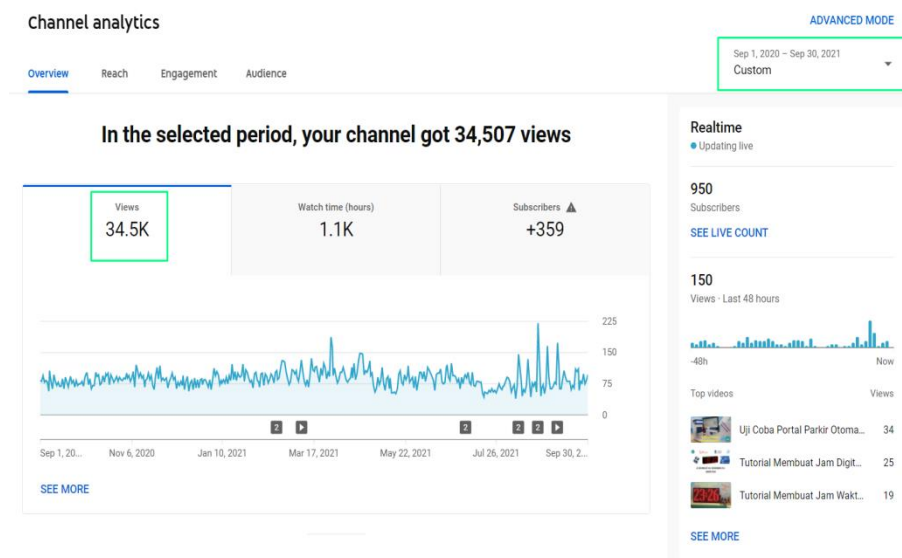 Channel analytics
ADVANCED MODE
Sep 1, 2020 – Sep 30, 2021
Custom
Overview Reach Engagement Audience
In the selected period, your channel got 34,507 views
Views
34.5K
Watch time (hours)
1.1K
Subscribers
+359
225
150
75
0
2 2 2 2
Sep 1, 20... Nov 6, 2020 Jan 10, 2021 Mar 17, 2021 May 22, 2021 Jul 26, 2021 Sep 30, 2...
SEE MORE
Realtime
Updating live
950
Subscribers
SEE LIVE COUNT
150
Views · Last 48 hours
-48h Now
Top videos Views
Uji Coba Portal Parkir Otoma... 34
Tutorial Membuat Jam Digit... 25
23:26
Tutorial Membuat Jam Wakt... 19
SEE MORE